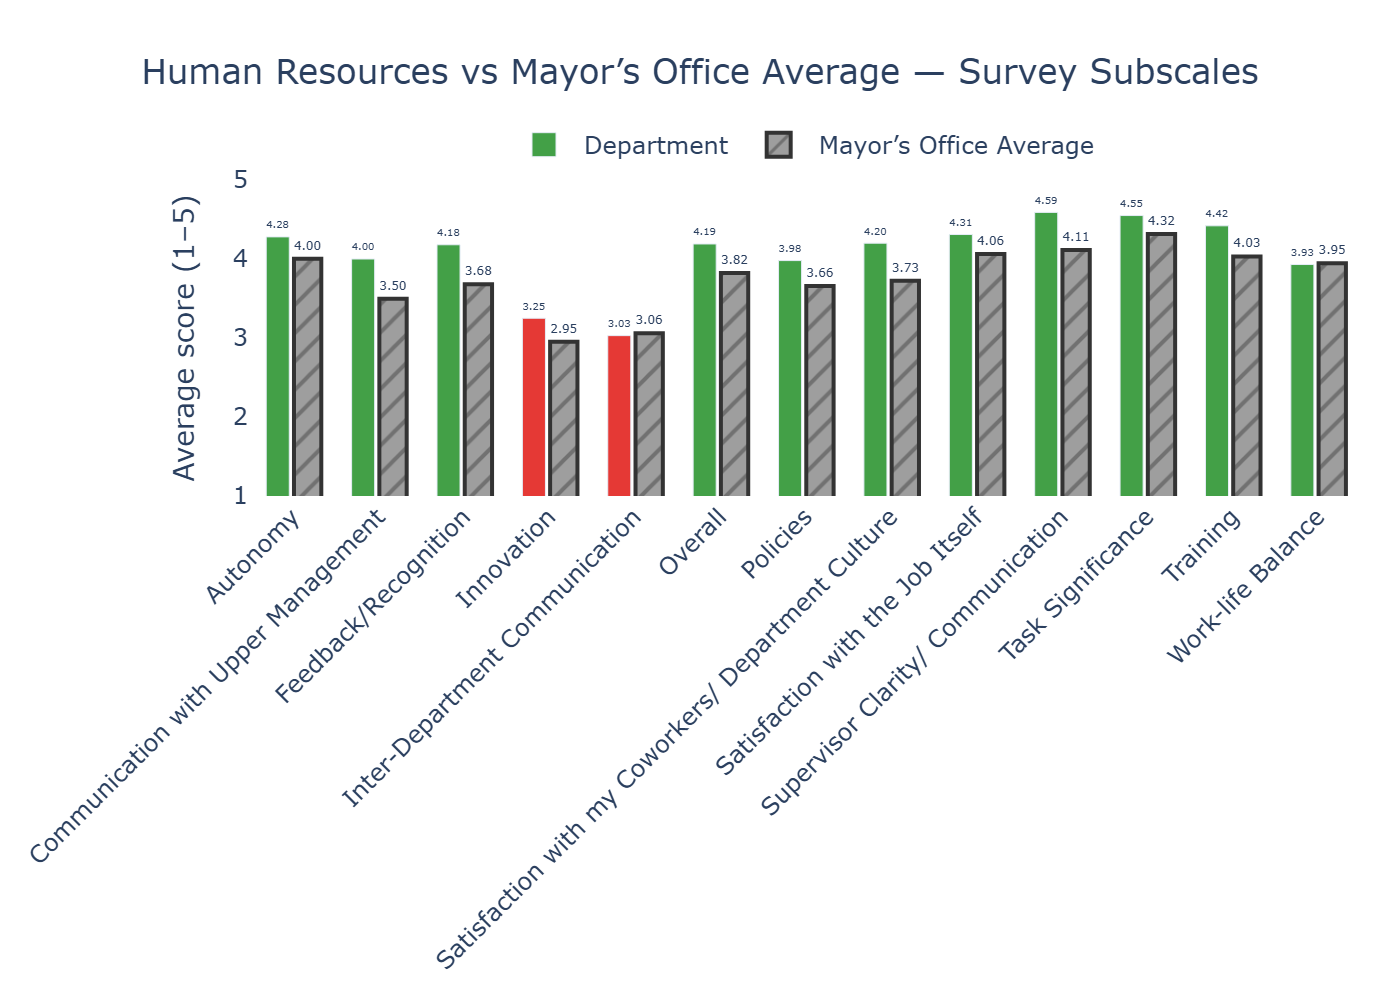 Human Resources vs Mayor’s Office Average — Survey Subscales
Department
Mayor’s Office Average
Average score (1–5)
5
4
3
2
1
4.28
4.00
4.00
3.50
4.18
3.68
3.25
2.95
3.03
3.06
4.19
3.82
3.98
3.66
4.20
3.73
4.31
4.06
4.59
4.11
4.55
4.32
4.42
4.03
3.93
3.95
Autonomy
Communication with Upper Management
Feedback/Recognition
Innovation
Inter-Department Communication
Overall
Policies
Satisfaction with my Coworkers/ Department Culture
Satisfaction with the Job Itself
Supervisor Clarity/ Communication
Task Significance
Training
Work-life Balance